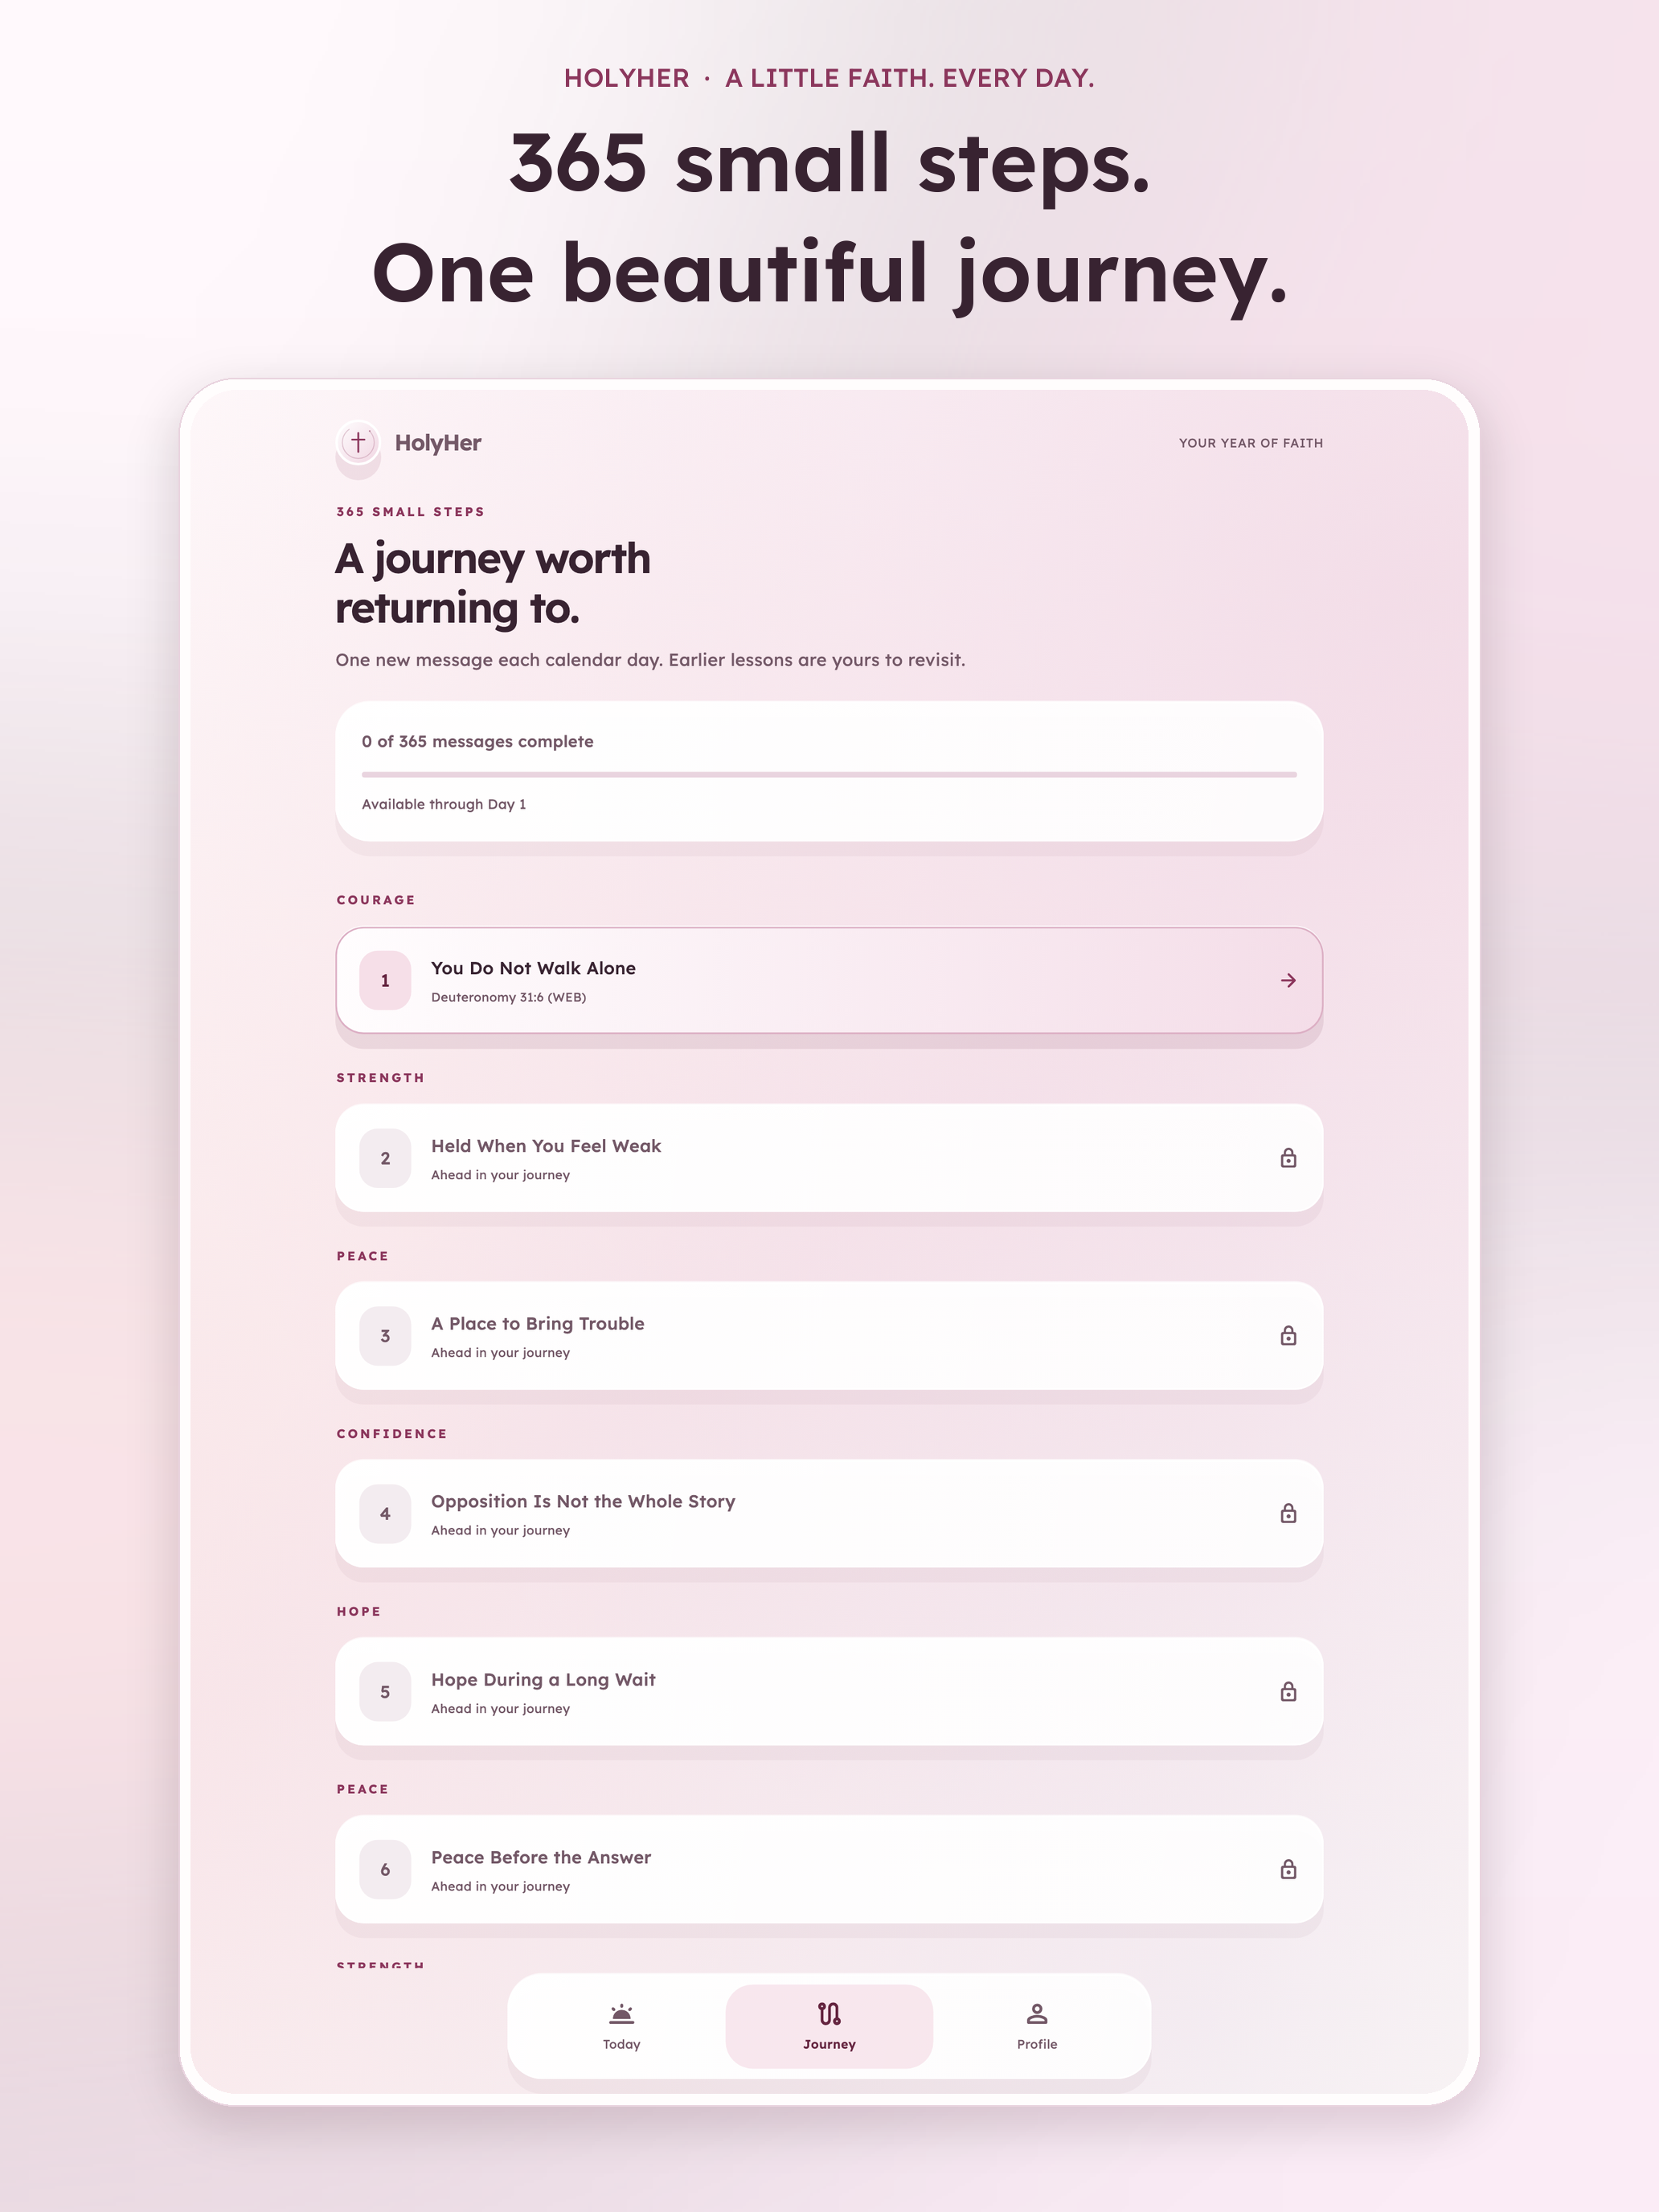 HOLYHER · A LITTLE FAITH. EVERY DAY.
365 small steps.
One beautiful journey.
HolyHer
YOUR YEAR OF FAITH
365 SMALL STEPS
A journey worth
returning to.
One new message each calendar day. Earlier lessons are yours to revisit.
0 of 365 messages complete
Available through Day 1
COURAGE
1
You Do Not Walk Alone
Deuteronomy 31:6 (WEB)
STRENGTH
2
Held When You Feel Weak
Ahead in your journey
PEACE
3
A Place to Bring Trouble
Ahead in your journey
CONFIDENCE
4
Opposition Is Not the Whole Story
Ahead in your journey
HOPE
5
Hope During a Long Wait
Ahead in your journey
PEACE
6
Peace Before the Answer
Ahead in your journey
STRENGTH
Today
Journey
Profile